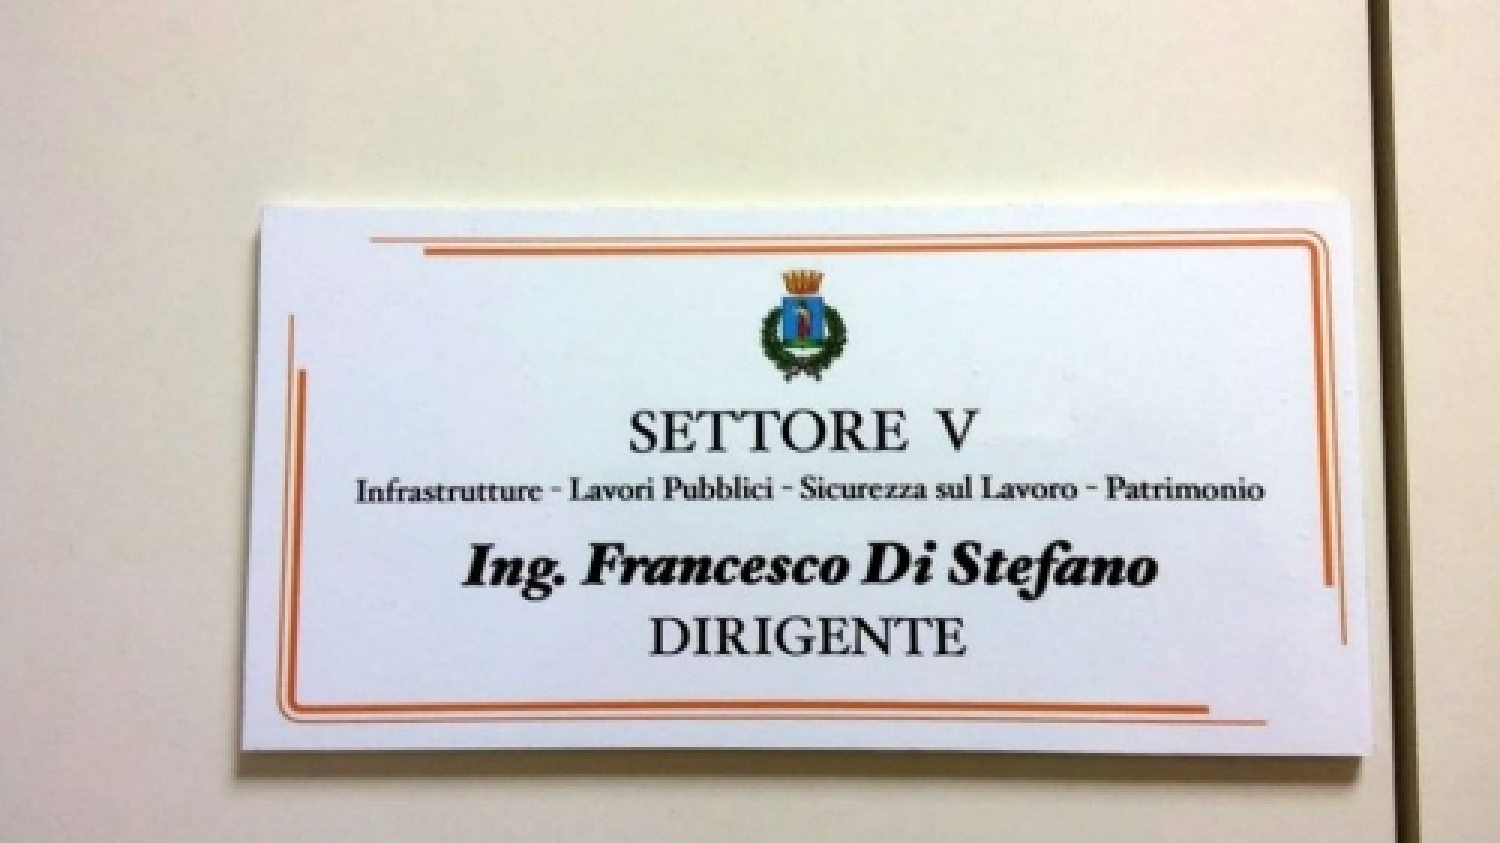 SETTORE V
Infrastrutture - Lavori Pubblici - Sicurezza sul Lavoro - Patrimonio
Ing. Francesco Di Stefano
DIRIGENTE